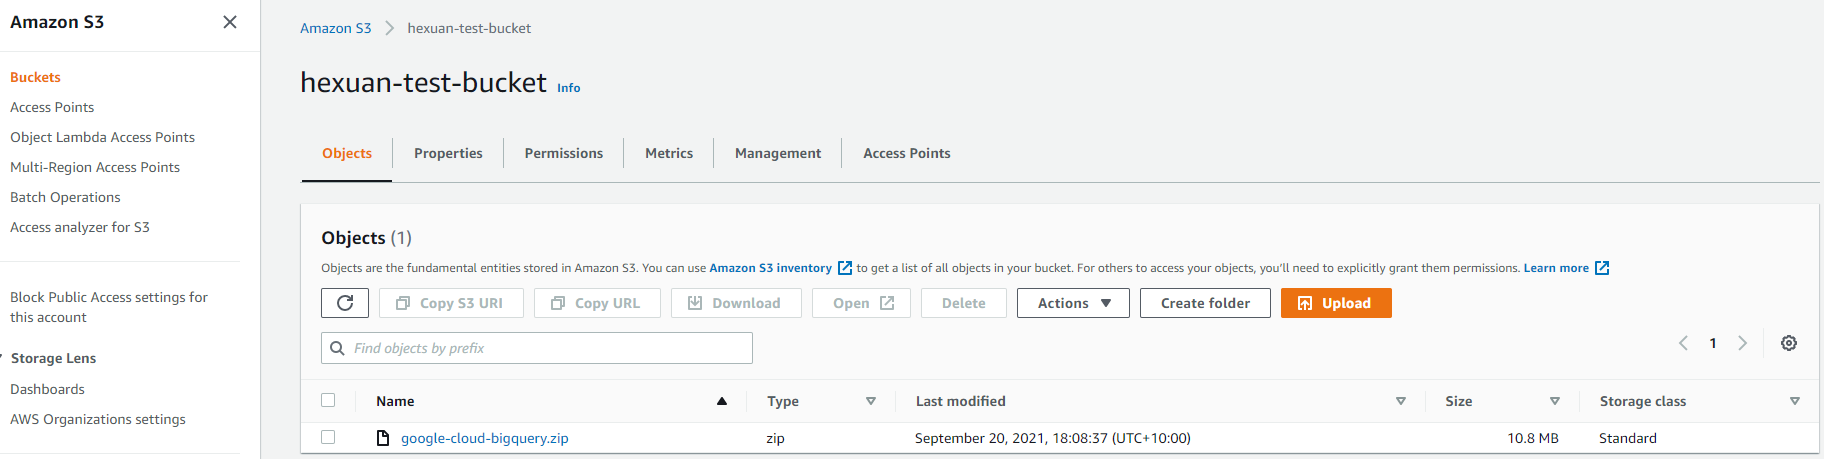 Amazon S3
Buckets
Access Points
Object Lambda Access Points
Multi-Region Access Points
Batch Operations
Access analyzer for S3
Block Public Access settings for
this account
Storage Lens
Dashboards
AWS Organizations settings
Amazon S3 hexuan-test-bucket
hexuan-test-bucket Info
Objects Properties Permissions Metrics Management Access Points
Objects (1)
Objects are the fundamental entities stored in Amazon S3. You can use Amazon S3 inventory to get a list of all objects in your bucket. For others to access your objects, you'll need to explicitly grant them permissions. Learn more
Copy S3 URI Copy URL Download Open Delete Actions Create folder Upload
Find objects by prefix 1
Name Type Last modified Size Storage class
google-cloud-bigquery.zip zip September 20, 2021, 18:08:37 (UTC+10:00) 10.8 MB Standard